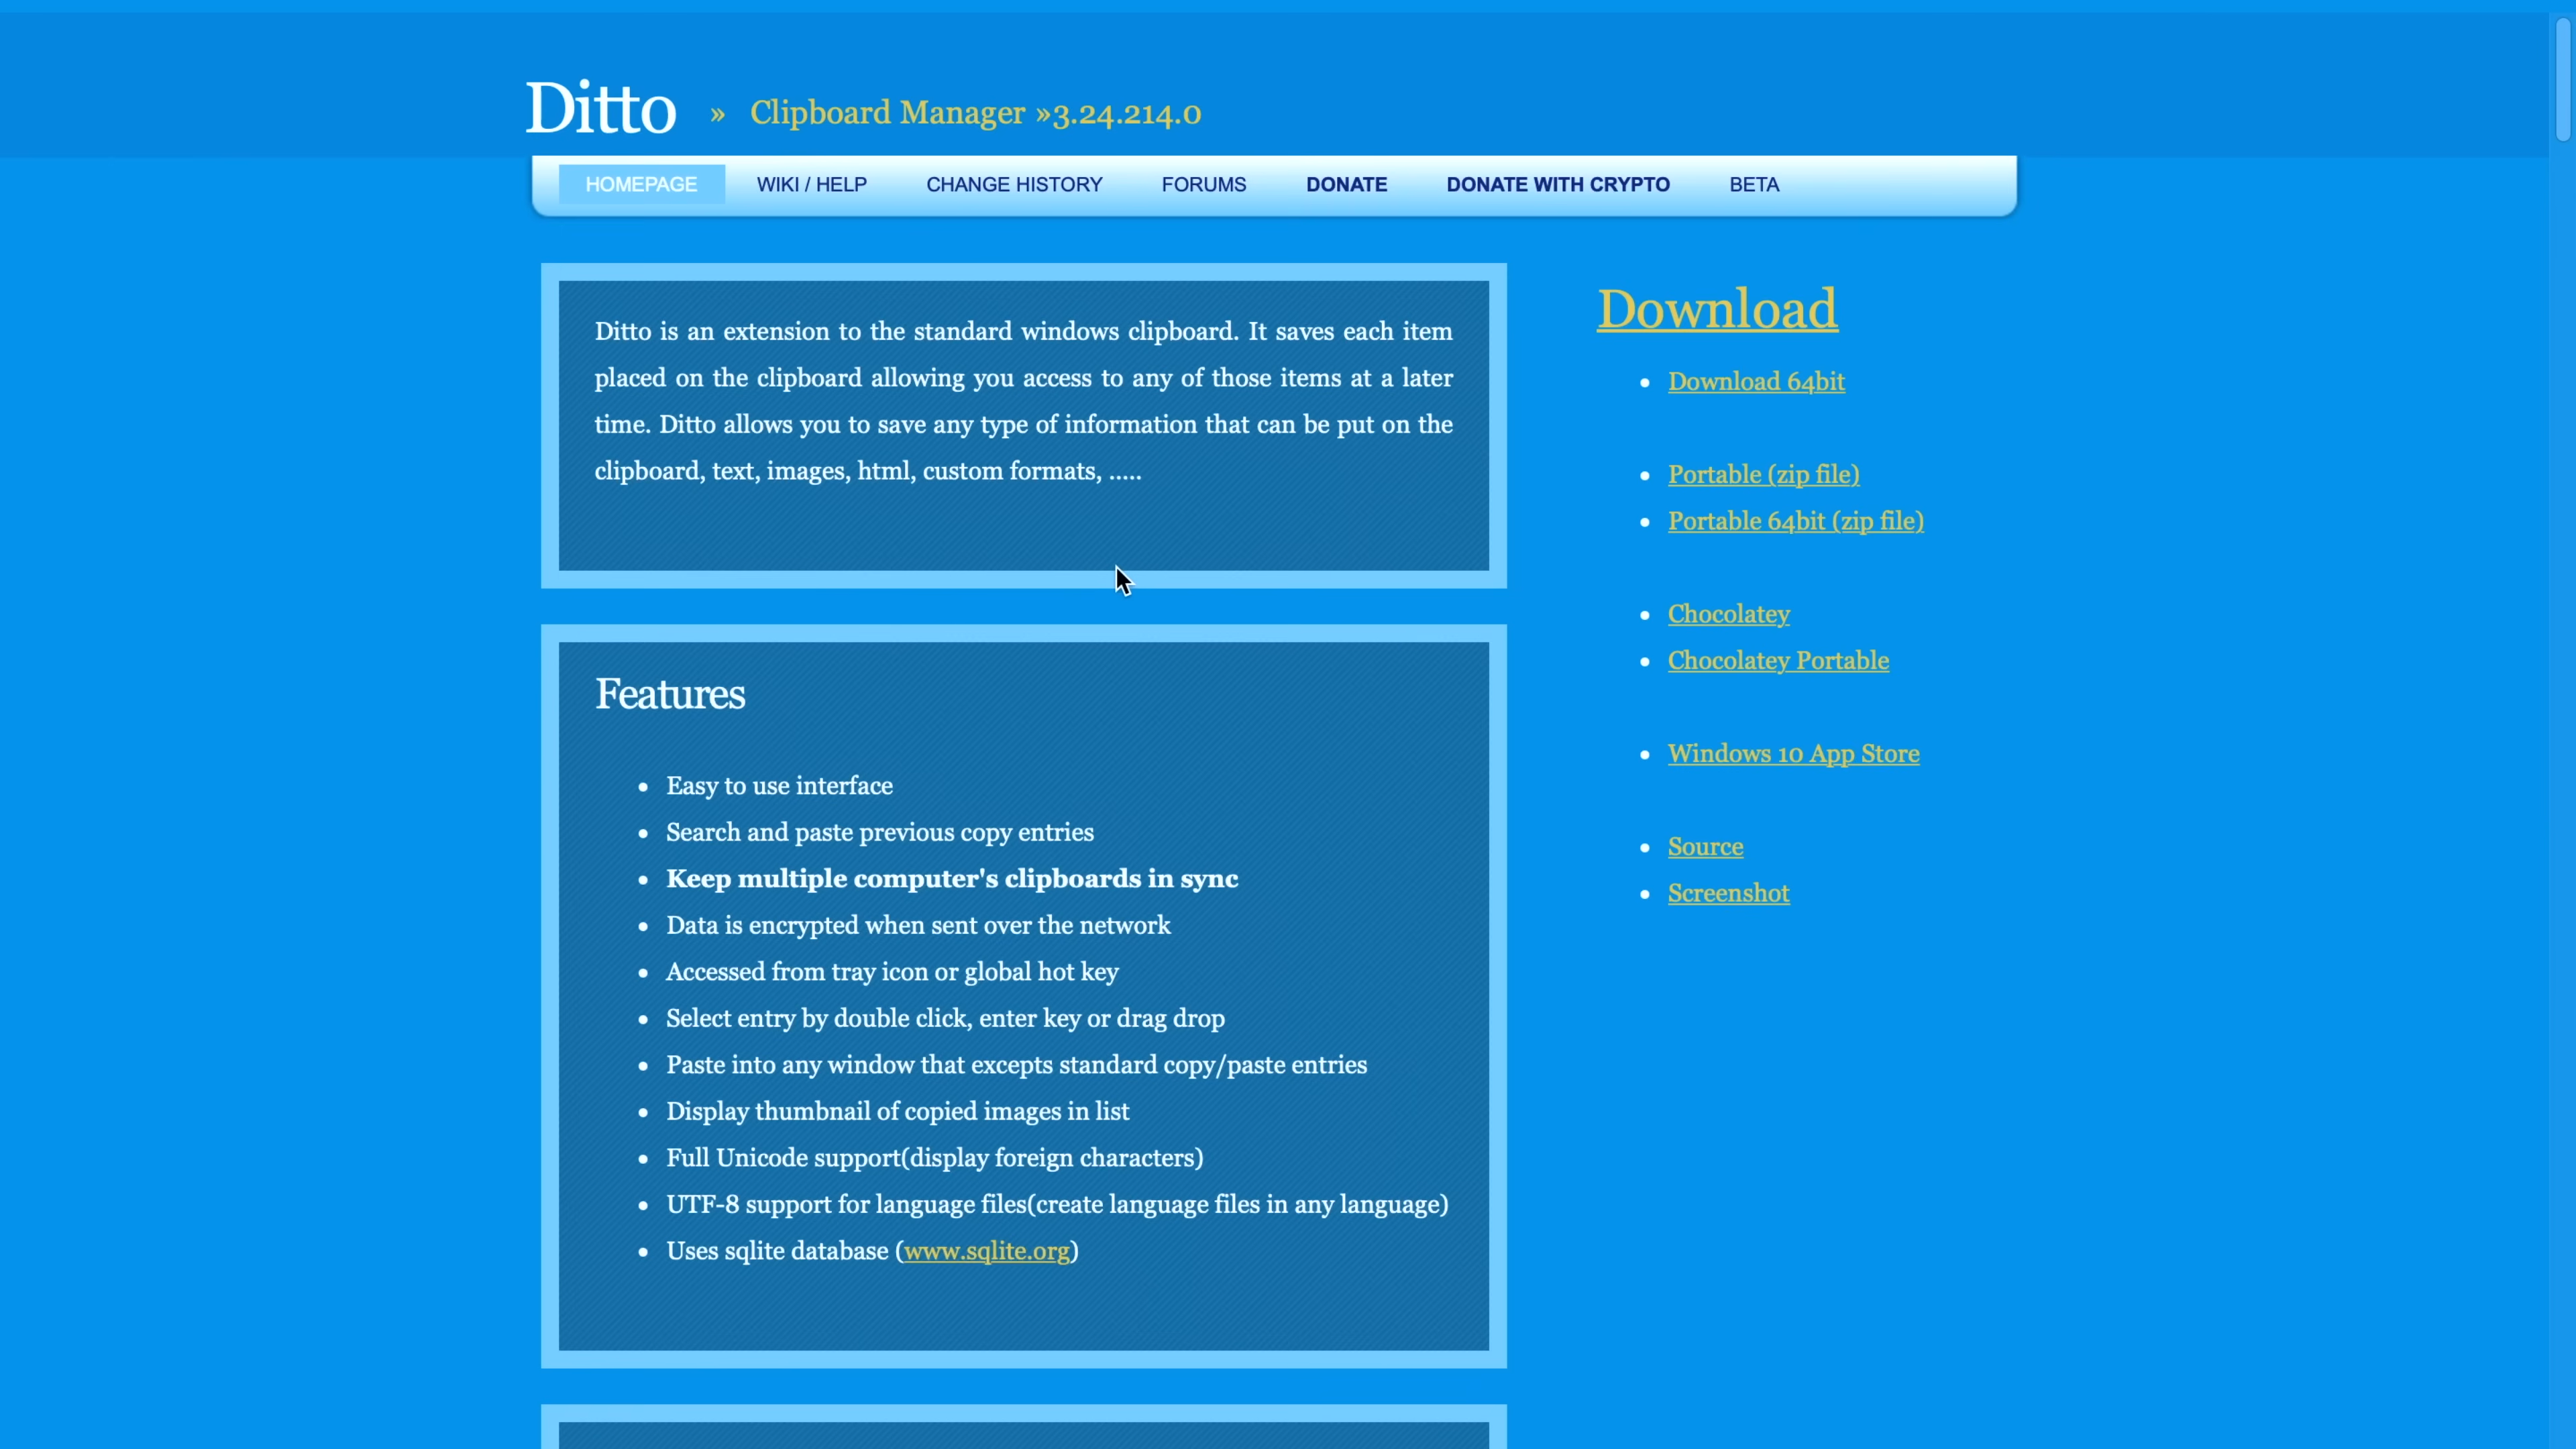 Ditto » Clipboard Manager »3.24.214.0
HOMEPAGE WIKI / HELP CHANGE HISTORY FORUMS DONATE DONATE WITH CRYPTO BETA
Ditto is an extension to the standard windows clipboard. It saves each item
placed on the clipboard allowing you access to any of those items at a later
time. Ditto allows you to save any type of information that can be put on the
clipboard, text, images, html, custom formats, .....
Features
Easy to use interface
Search and paste previous copy entries
Keep multiple computer's clipboards in sync
Data is encrypted when sent over the network
Accessed from tray icon or global hot key
Select entry by double click, enter key or drag drop
Paste into any window that excepts standard copy/paste entries
Display thumbnail of copied images in list
Full Unicode support(display foreign characters)
UTF-8 support for language files(create language files in any language)
Uses sqlite database (www.sqlite.org)
Download
Download 64bit
Portable (zip file)
Portable 64bit (zip file)
Chocolatey
Chocolatey Portable
Windows 10 App Store
Source
Screenshot